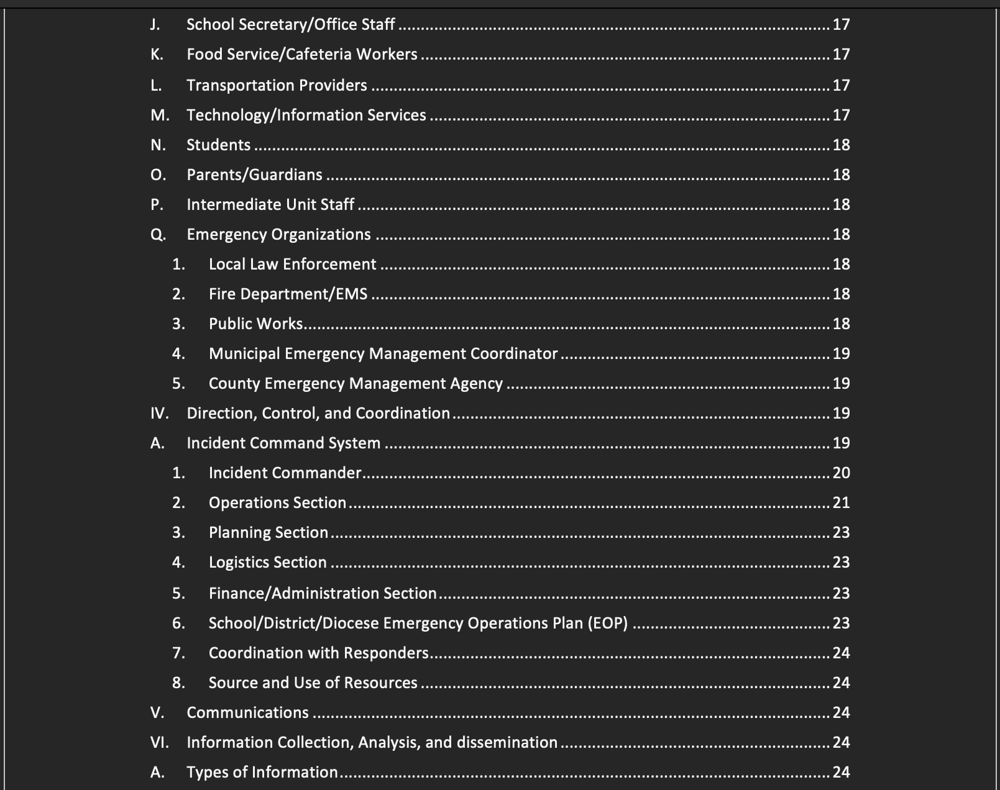 J. School Secretary/Office Staff ........ 17
K. Food Service/Cafeteria Workers ........ 17
L. Transportation Providers ........ 17
M. Technology/Information Services ........ 17
N. Students ........ 18
O. Parents/Guardians ........ 18
P. Intermediate Unit Staff ........ 18
Q. Emergency Organizations ........ 18
1. Local Law Enforcement ........ 18
2. Fire Department/EMS ........ 18
3. Public Works ........ 18
4. Municipal Emergency Management Coordinator ........ 19
5. County Emergency Management Agency ........ 19
IV. Direction, Control, and Coordination ........ 19
A. Incident Command System ........ 19
1. Incident Commander ........ 20
2. Operations Section ........ 21
3. Planning Section ........ 23
4. Logistics Section ........ 23
5. Finance/Administration Section ........ 23
6. School/District/Diocese Emergency Operations Plan (EOP) ........ 23
7. Coordination with Responders ........ 24
8. Source and Use of Resources ........ 24
V. Communications ........ 24
VI. Information Collection, Analysis, and dissemination ........ 24
A. Types of Information ........ 24